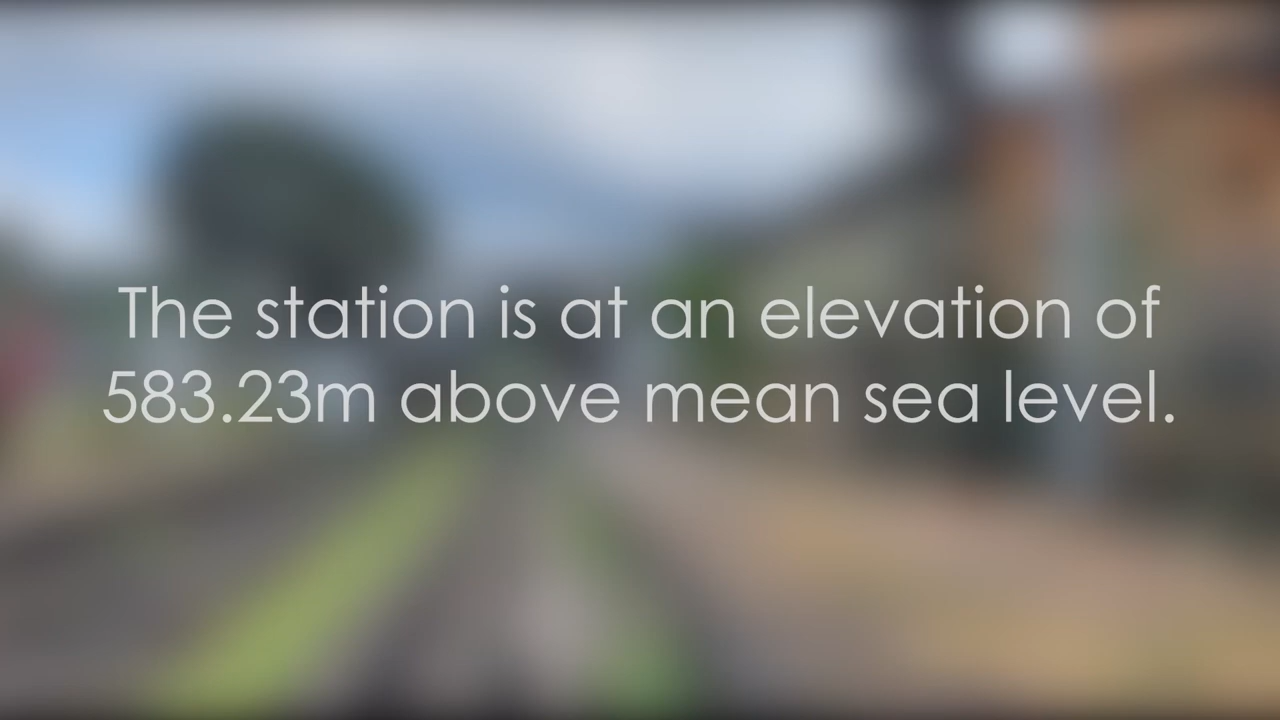 The station is at an elevation of
583.23m above mean sea level.